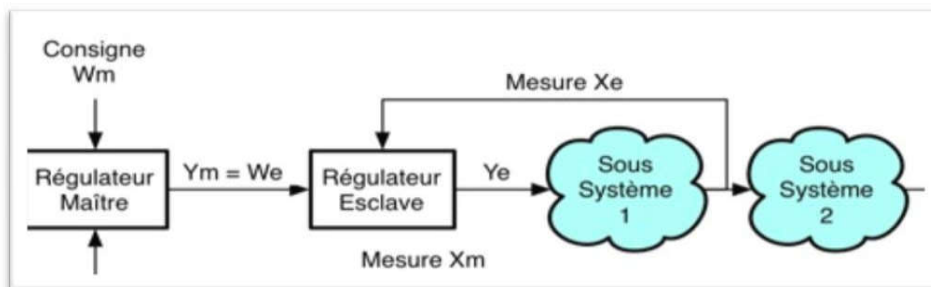 Consigne
Wm
Mesure Xe
Régulateur
Maître
Ym = We
Régulateur
Esclave
Ye
Sous
Système
1
Sous
Système
2
Mesure Xm